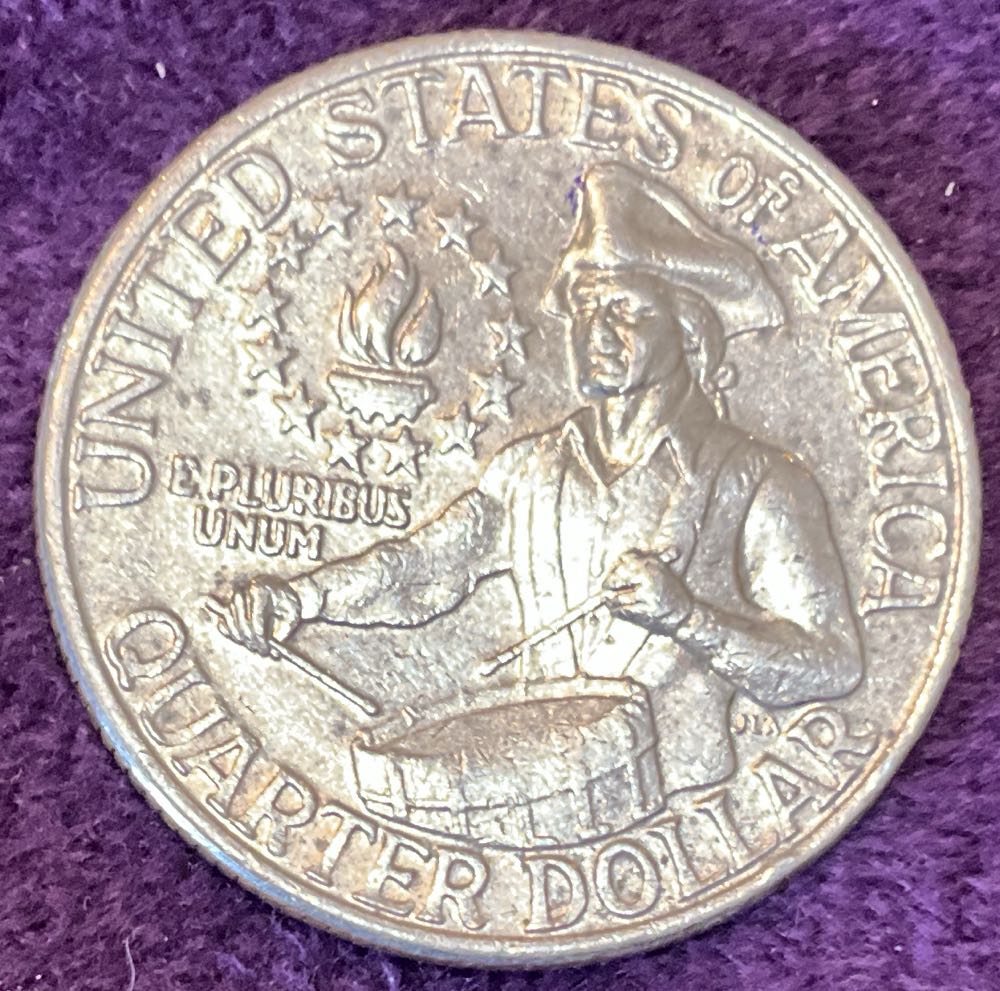 UNITED STATES Of AMERICA
E. PLURIBUS
UNUM
QUARTER DOLLAR